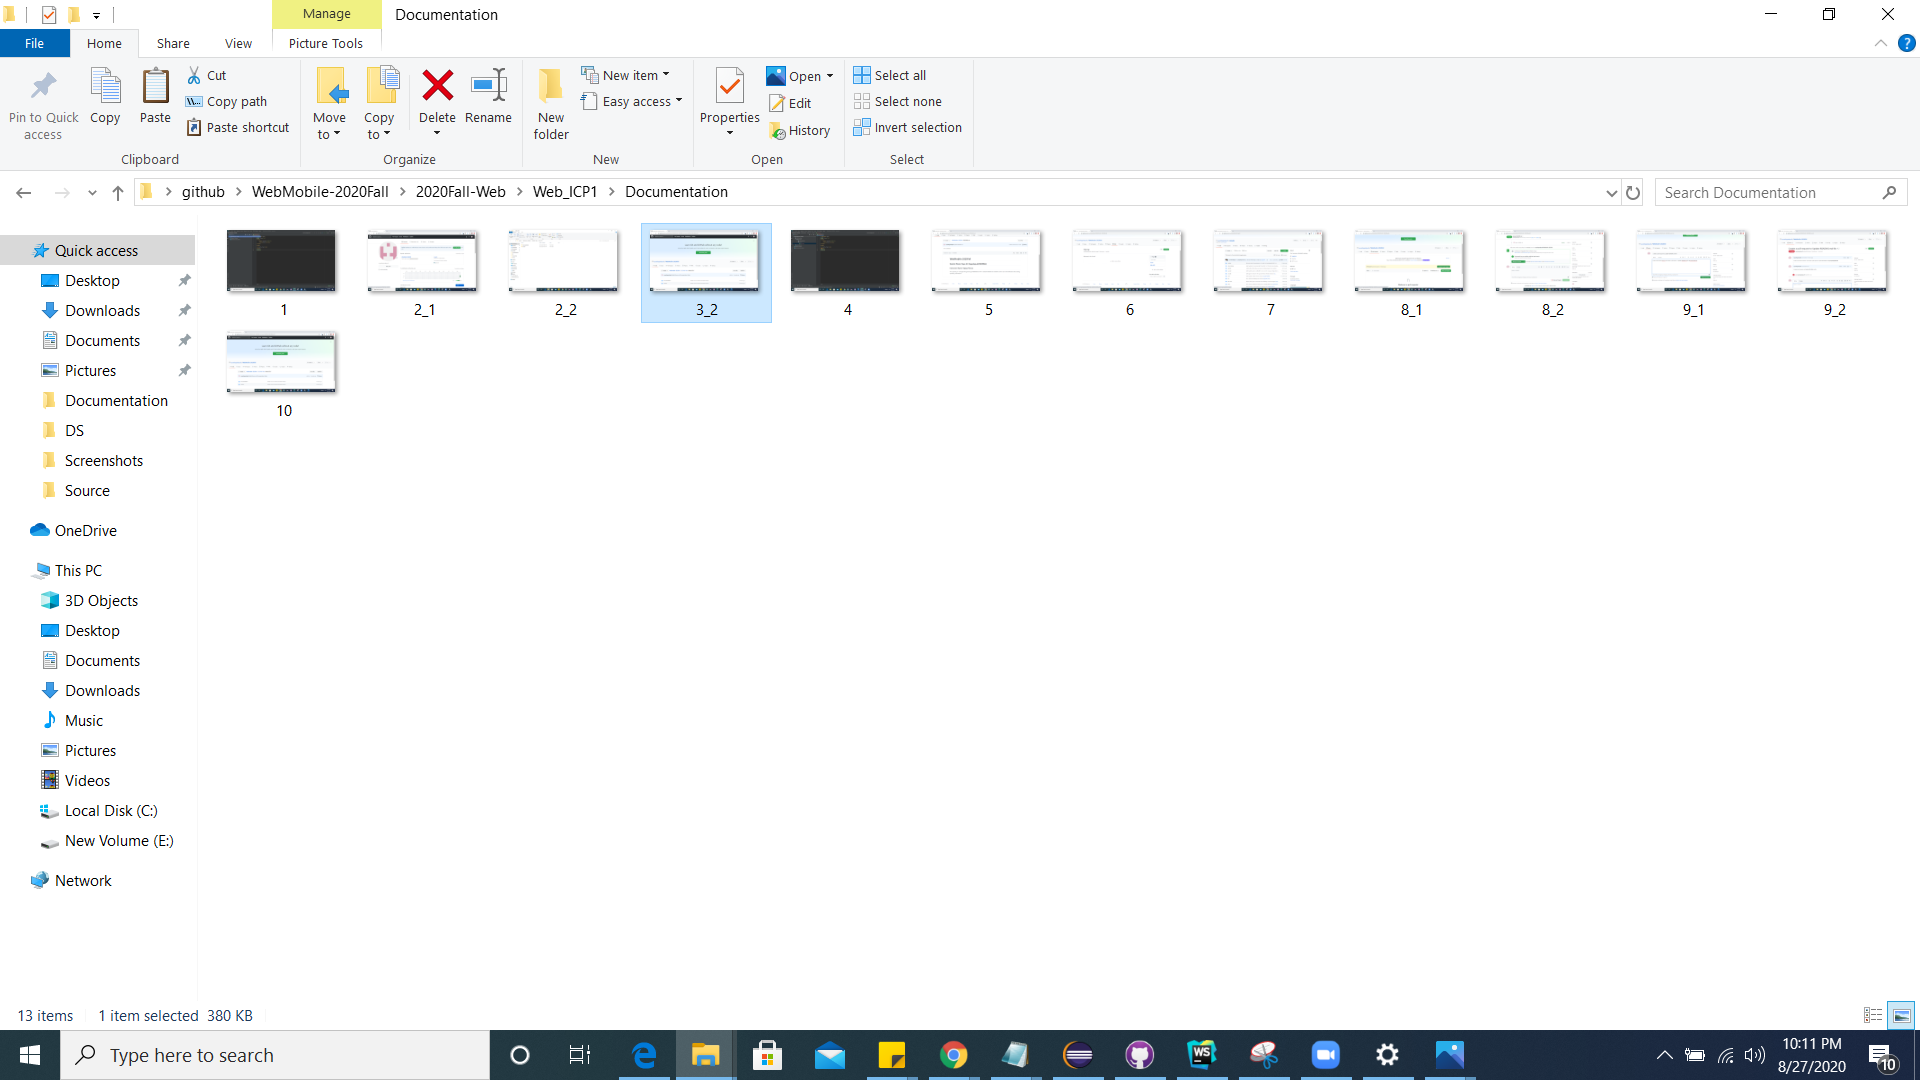 Manage
Documentation
File
Home
Share
View
Picture Tools
Pin to Quick access
Copy
Paste
Cut
Copy path
Paste shortcut
Clipboard
Move to
Copy to
Delete
Rename
Organize
New folder
New item
Easy access
New
Properties
Open
Edit
History
Open
Select all
Select none
Invert selection
Select
github
WebMobile-2020Fall
2020Fall-Web
Web_ICP1
Documentation
Search Documentation
Quick access
Desktop
Downloads
Documents
Pictures
Documentation
DS
Screenshots
Source
OneDrive
This PC
3D Objects
Desktop
Documents
Downloads
Music
Pictures
Videos
Local Disk (C:)
New Volume (E:)
Network
1
2_1
2_2
3_2
4
5
6
7
8_1
8_2
9_1
9_2
10
13 items
1 item selected 380 KB
Type here to search
WS
10:11 PM
8/27/2020
10